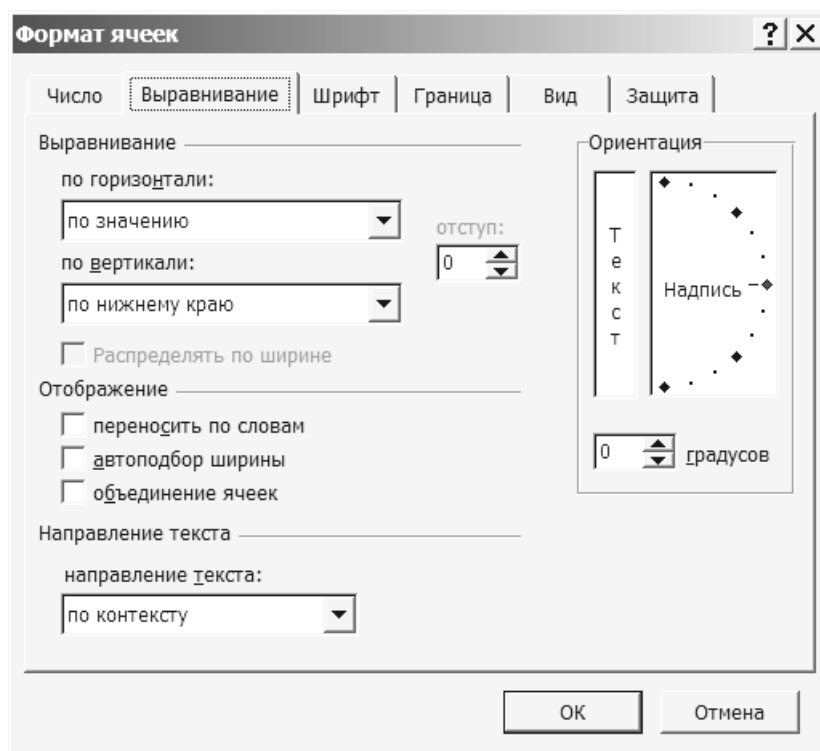 Формат ячеек
Число Выравнивание Шрифт Граница Вид Защита
Выравнивание
по горизонтали:
по значению
отступ:
0
по вертикали:
по нижнему краю
Распределять по ширине
Отображение
переносить по словам
автоподбор ширины
объединение ячеек
Направление текста
направление текста:
по контексту
Ориентация
Текст
Надпись
0 градусов
ОК Отмена